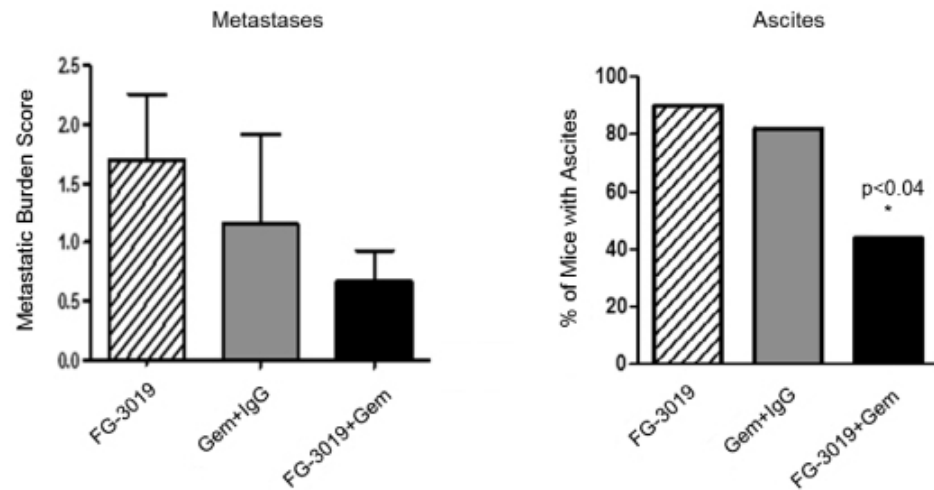 Metastases
Metastatic Burden Score
2.5
2.0
1.5
1.0
0.5
0.0
FG-3019
Gem+IgG
FG-3019+Gem
Ascites
% of Mice with Ascites
100
80
60
40
20
0
p<0.04
*
FG-3019
Gem+IgG
FG-3019+Gem